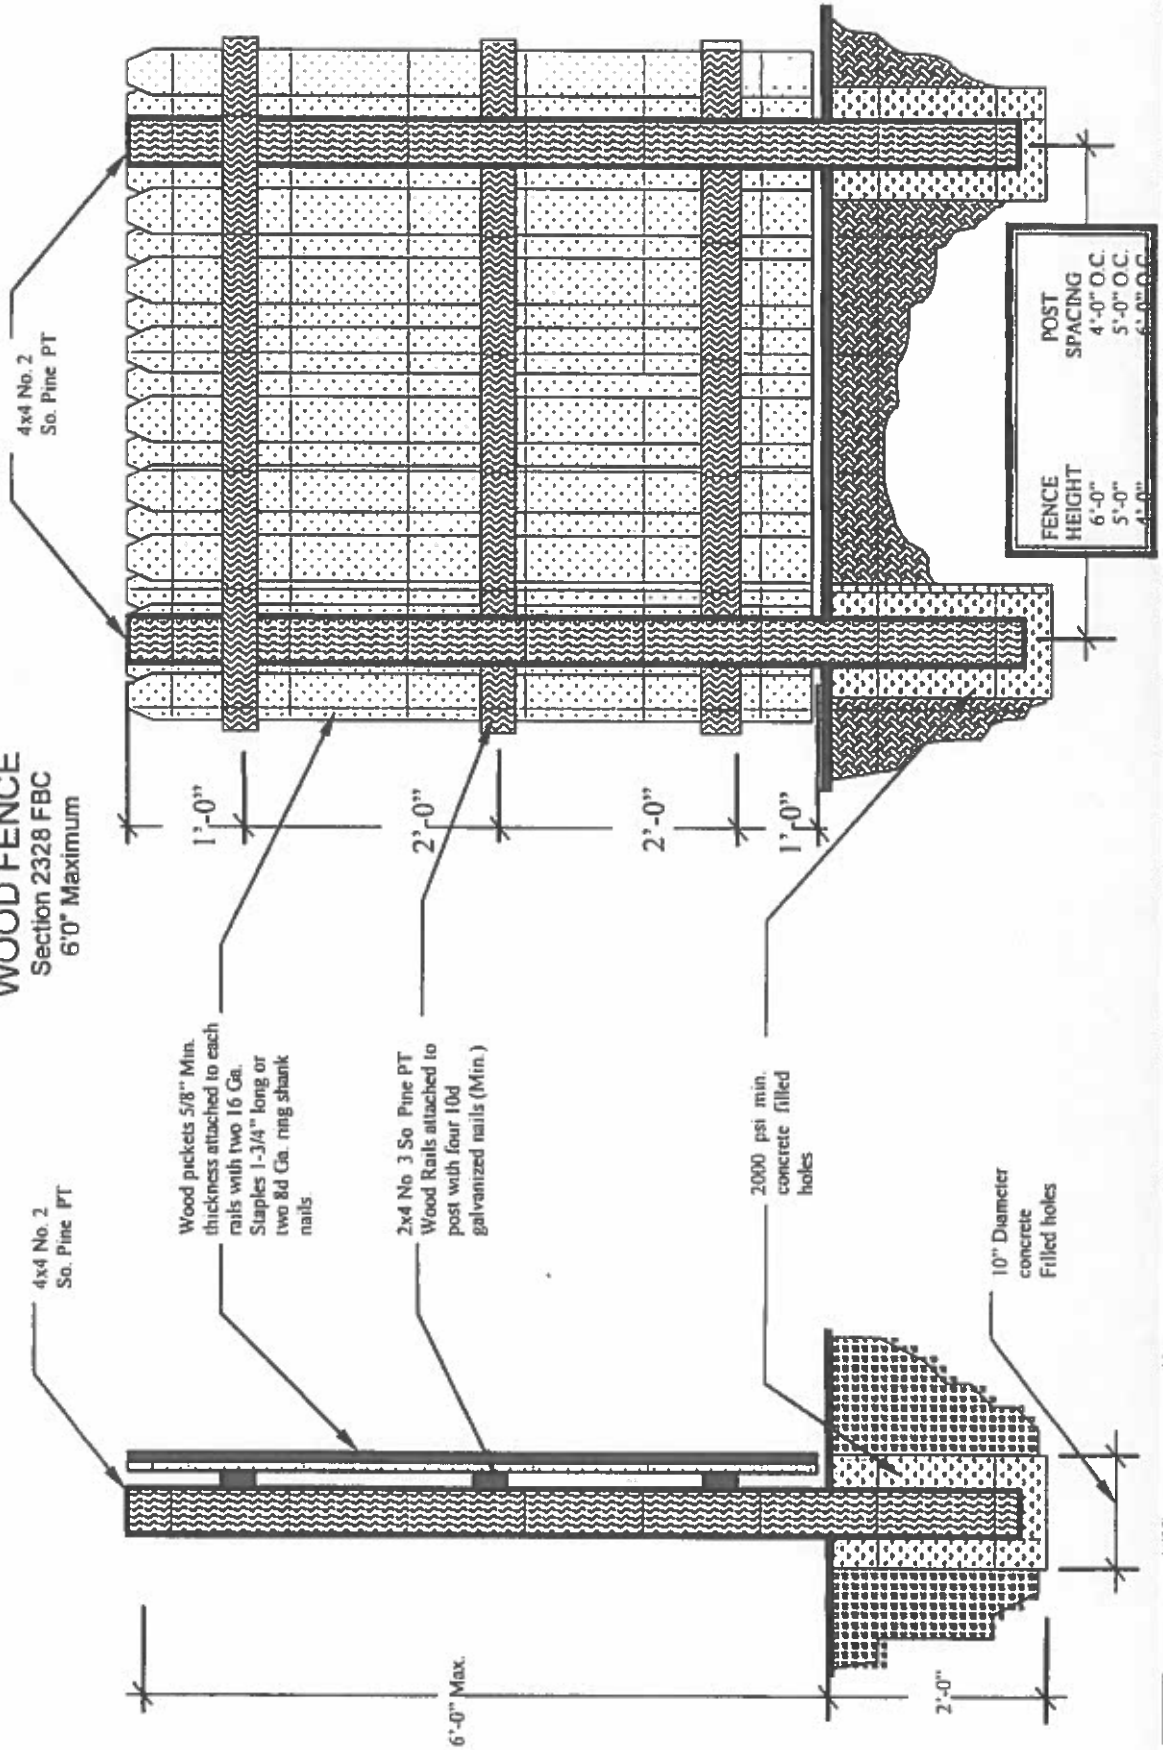 WOOD FENCE
Section 2328 FBC
6'0" Maximum
4x4 No. 2
So. Pine PT
4x4 No. 2
So. Pine PT
Wood pickets 5/8" Min.
thickness attached to each
rails with two 16 Ga.
Staples 1-3/4" long or
two 8d Ga. ring shank
nails.
2x4 No 3 So Pine PT
Wood Rails attached to
post with four 10d
galvanized nails (Min.)
2000 psi min.
concrete filled
holes
10" Diameter
concrete
Filled holes
6'-0" Max.
2'-0"
1'-0"
2'-0"
2'-0"
1'-0"
FENCE POST
HEIGHT SPACING
6'-0" 4'-0" O.C.
5'-0" 5'-0" O.C.
4'-0" 6'-0" O.C.